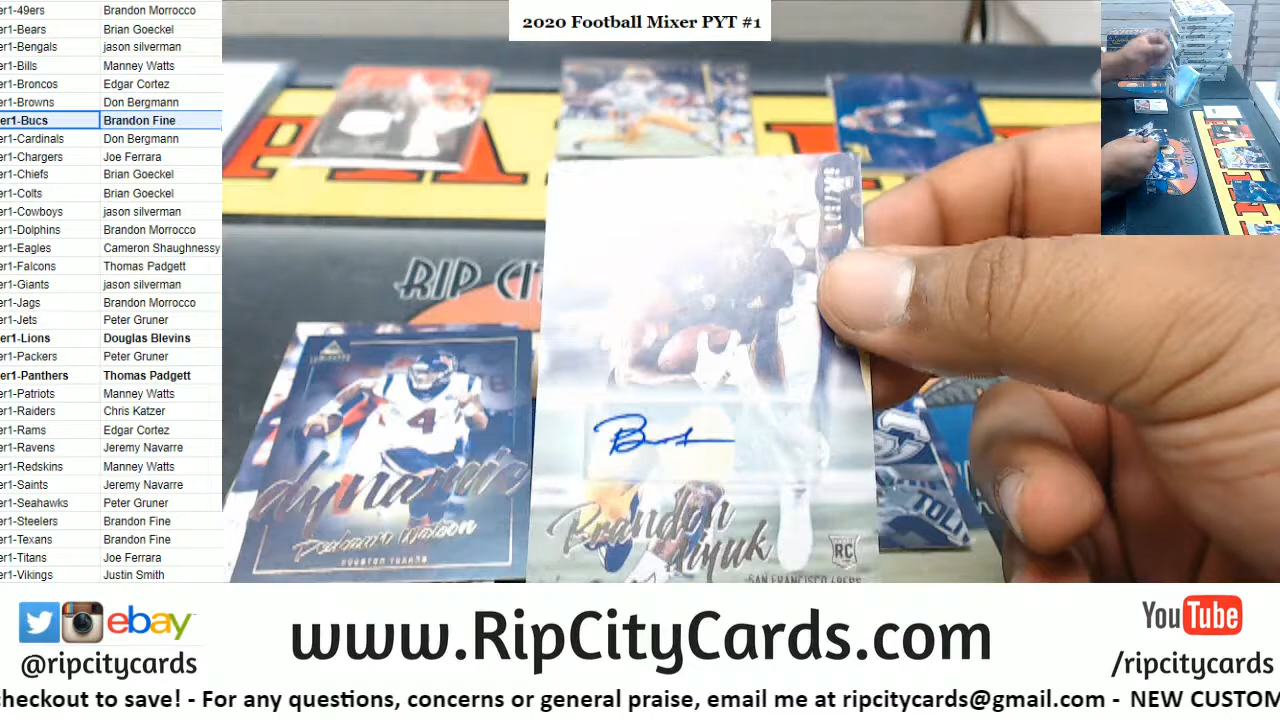 2020 Football Mixer PYT #1
er1-49ers Brandon Morrocco
er1-Bears Brian Goeckel
er1-Bengals jason silverman
er1-Bills Manney Watts
er1-Broncos Edgar Cortez
er1-Browns Don Bergmann
er1-Bucs Brandon Fine
er1-Cardinals Don Bergmann
er1-Chargers Joe Ferrara
er1-Chiefs Brian Goeckel
er1-Colts Brian Goeckel
er1-Cowboys jason silverman
er1-Dolphins Brandon Morrocco
er1-Eagles Cameron Shaughnessy
er1-Falcons Thomas Padgett
er1-Giants jason silverman
er1-Jags Brandon Morrocco
er1-Jets Peter Gruner
er1-Lions Douglas Blevins
er1-Packers Peter Gruner
er1-Panthers Thomas Padgett
er1-Patriots Manney Watts
er1-Raiders Chris Katzer
er1-Rams Edgar Cortez
er1-Ravens Jeremy Navarre
er1-Redskins Manney Watts
er1-Saints Jeremy Navarre
er1-Seahawks Peter Gruner
er1-Steelers Brandon Fine
er1-Texans Brandon Fine
er1-Titans Joe Ferrara
er1-Vikings Justin Smith
RIP CI
LUMINANCE
4
dynamic
Deshaun Watson
HOUSTON TEXANS
Brandon
Aiyuk
RC
SAN FRANCISCO 49ERS
TOL
ebay
@ripcitycards
www.RipCityCards.com
YouTube
/ripcitycards
checkout to save! - For any questions, concerns or general praise, email me at ripcitycards@gmail.com - NEW CUSTOM